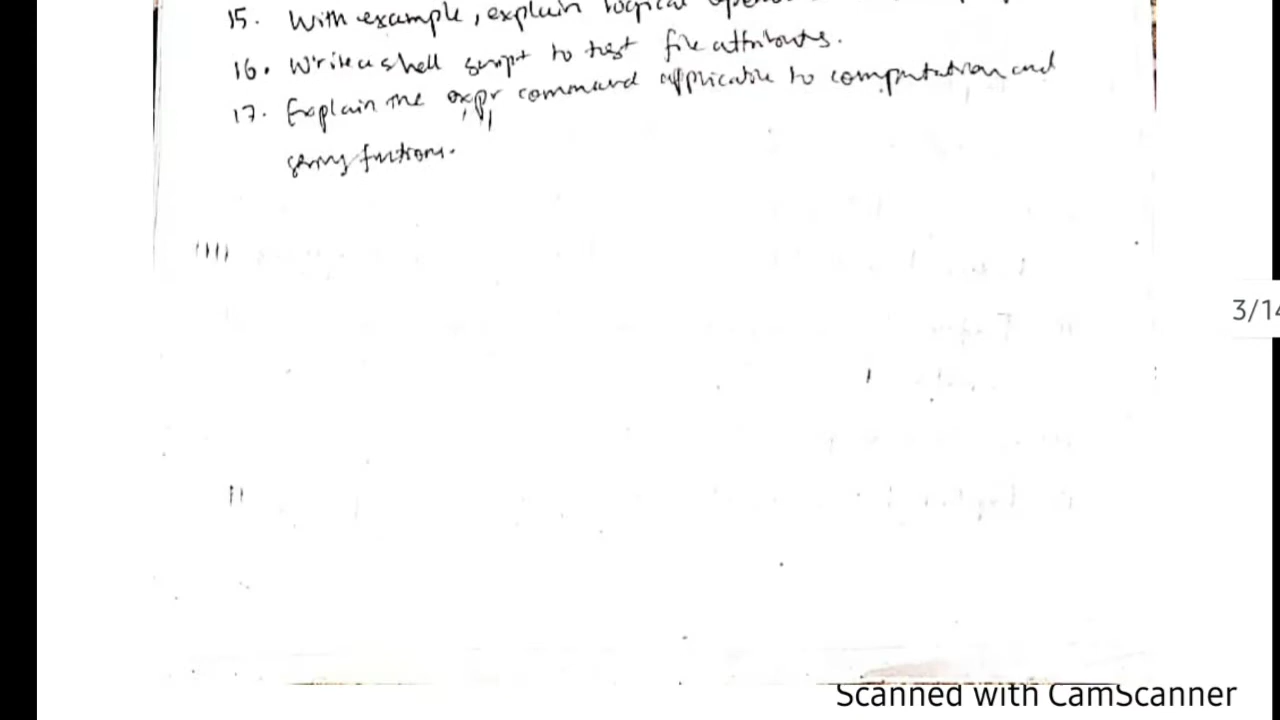 15. With example, explain logical
16. Write a shell script to test file attributes.
17. Explain the expr command applicable to computation and
string functions.
3/14
Scanned with CamScanner